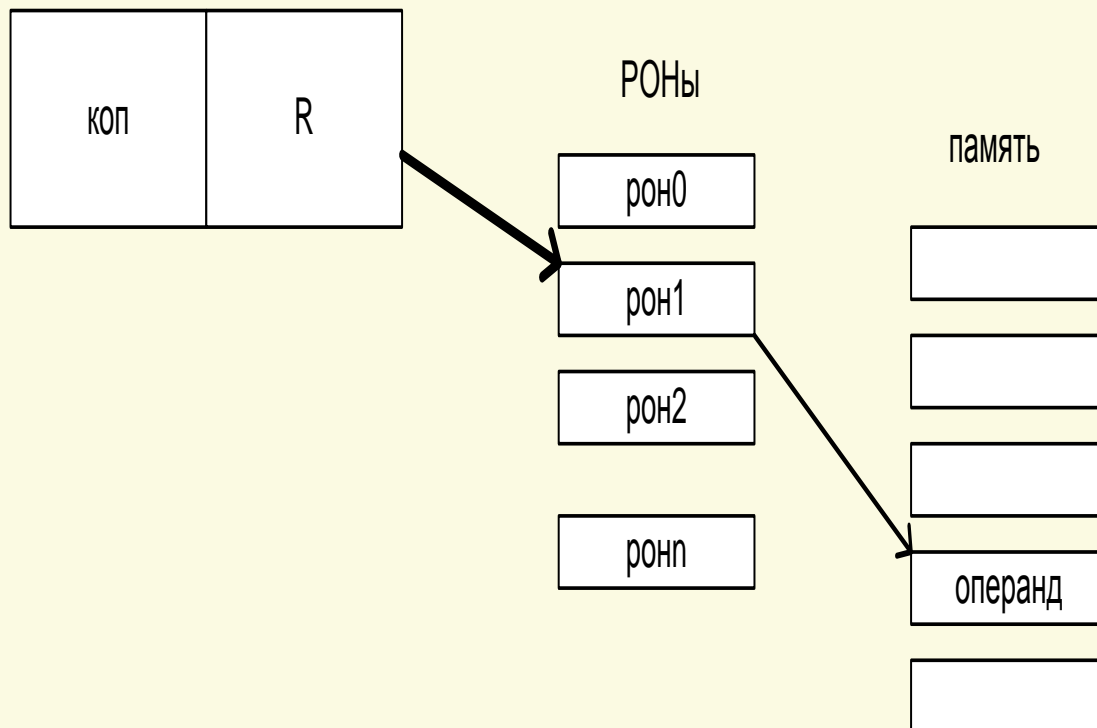 коп R
РОНы
память
рон0
рон1
рон2
ронn
операнд